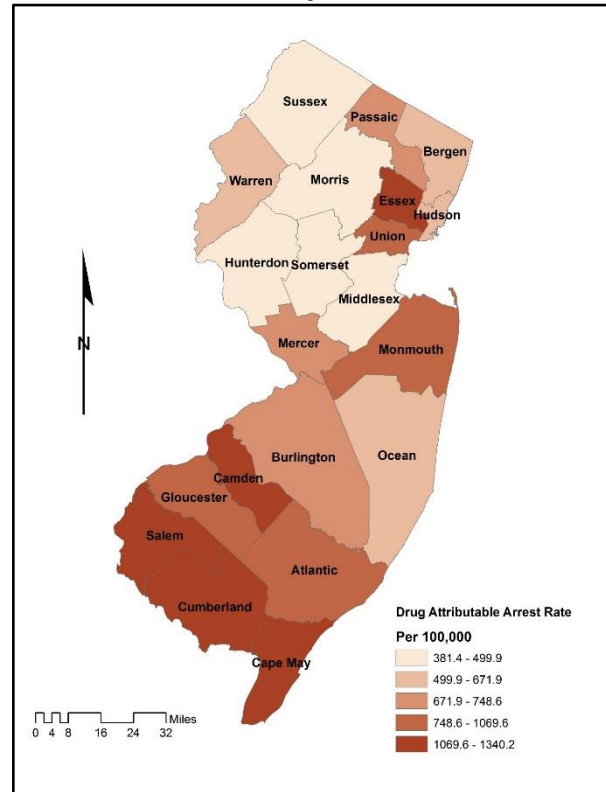 Sussex
Passaic
Bergen
Warren
Morris
Essex
Hudson
Union
Hunterdon
Somerset
Middlesex
N
Mercer
Monmouth
Burlington
Ocean
Camden
Gloucester
Salem
Atlantic
Cumberland
Cape May
Drug Attributable Arrest Rate
Per 100,000
381.4 - 499.9
499.9 - 671.9
671.9 - 748.6
748.6 - 1069.6
1069.6 - 1340.2
Miles
0 4 8 16 24 32